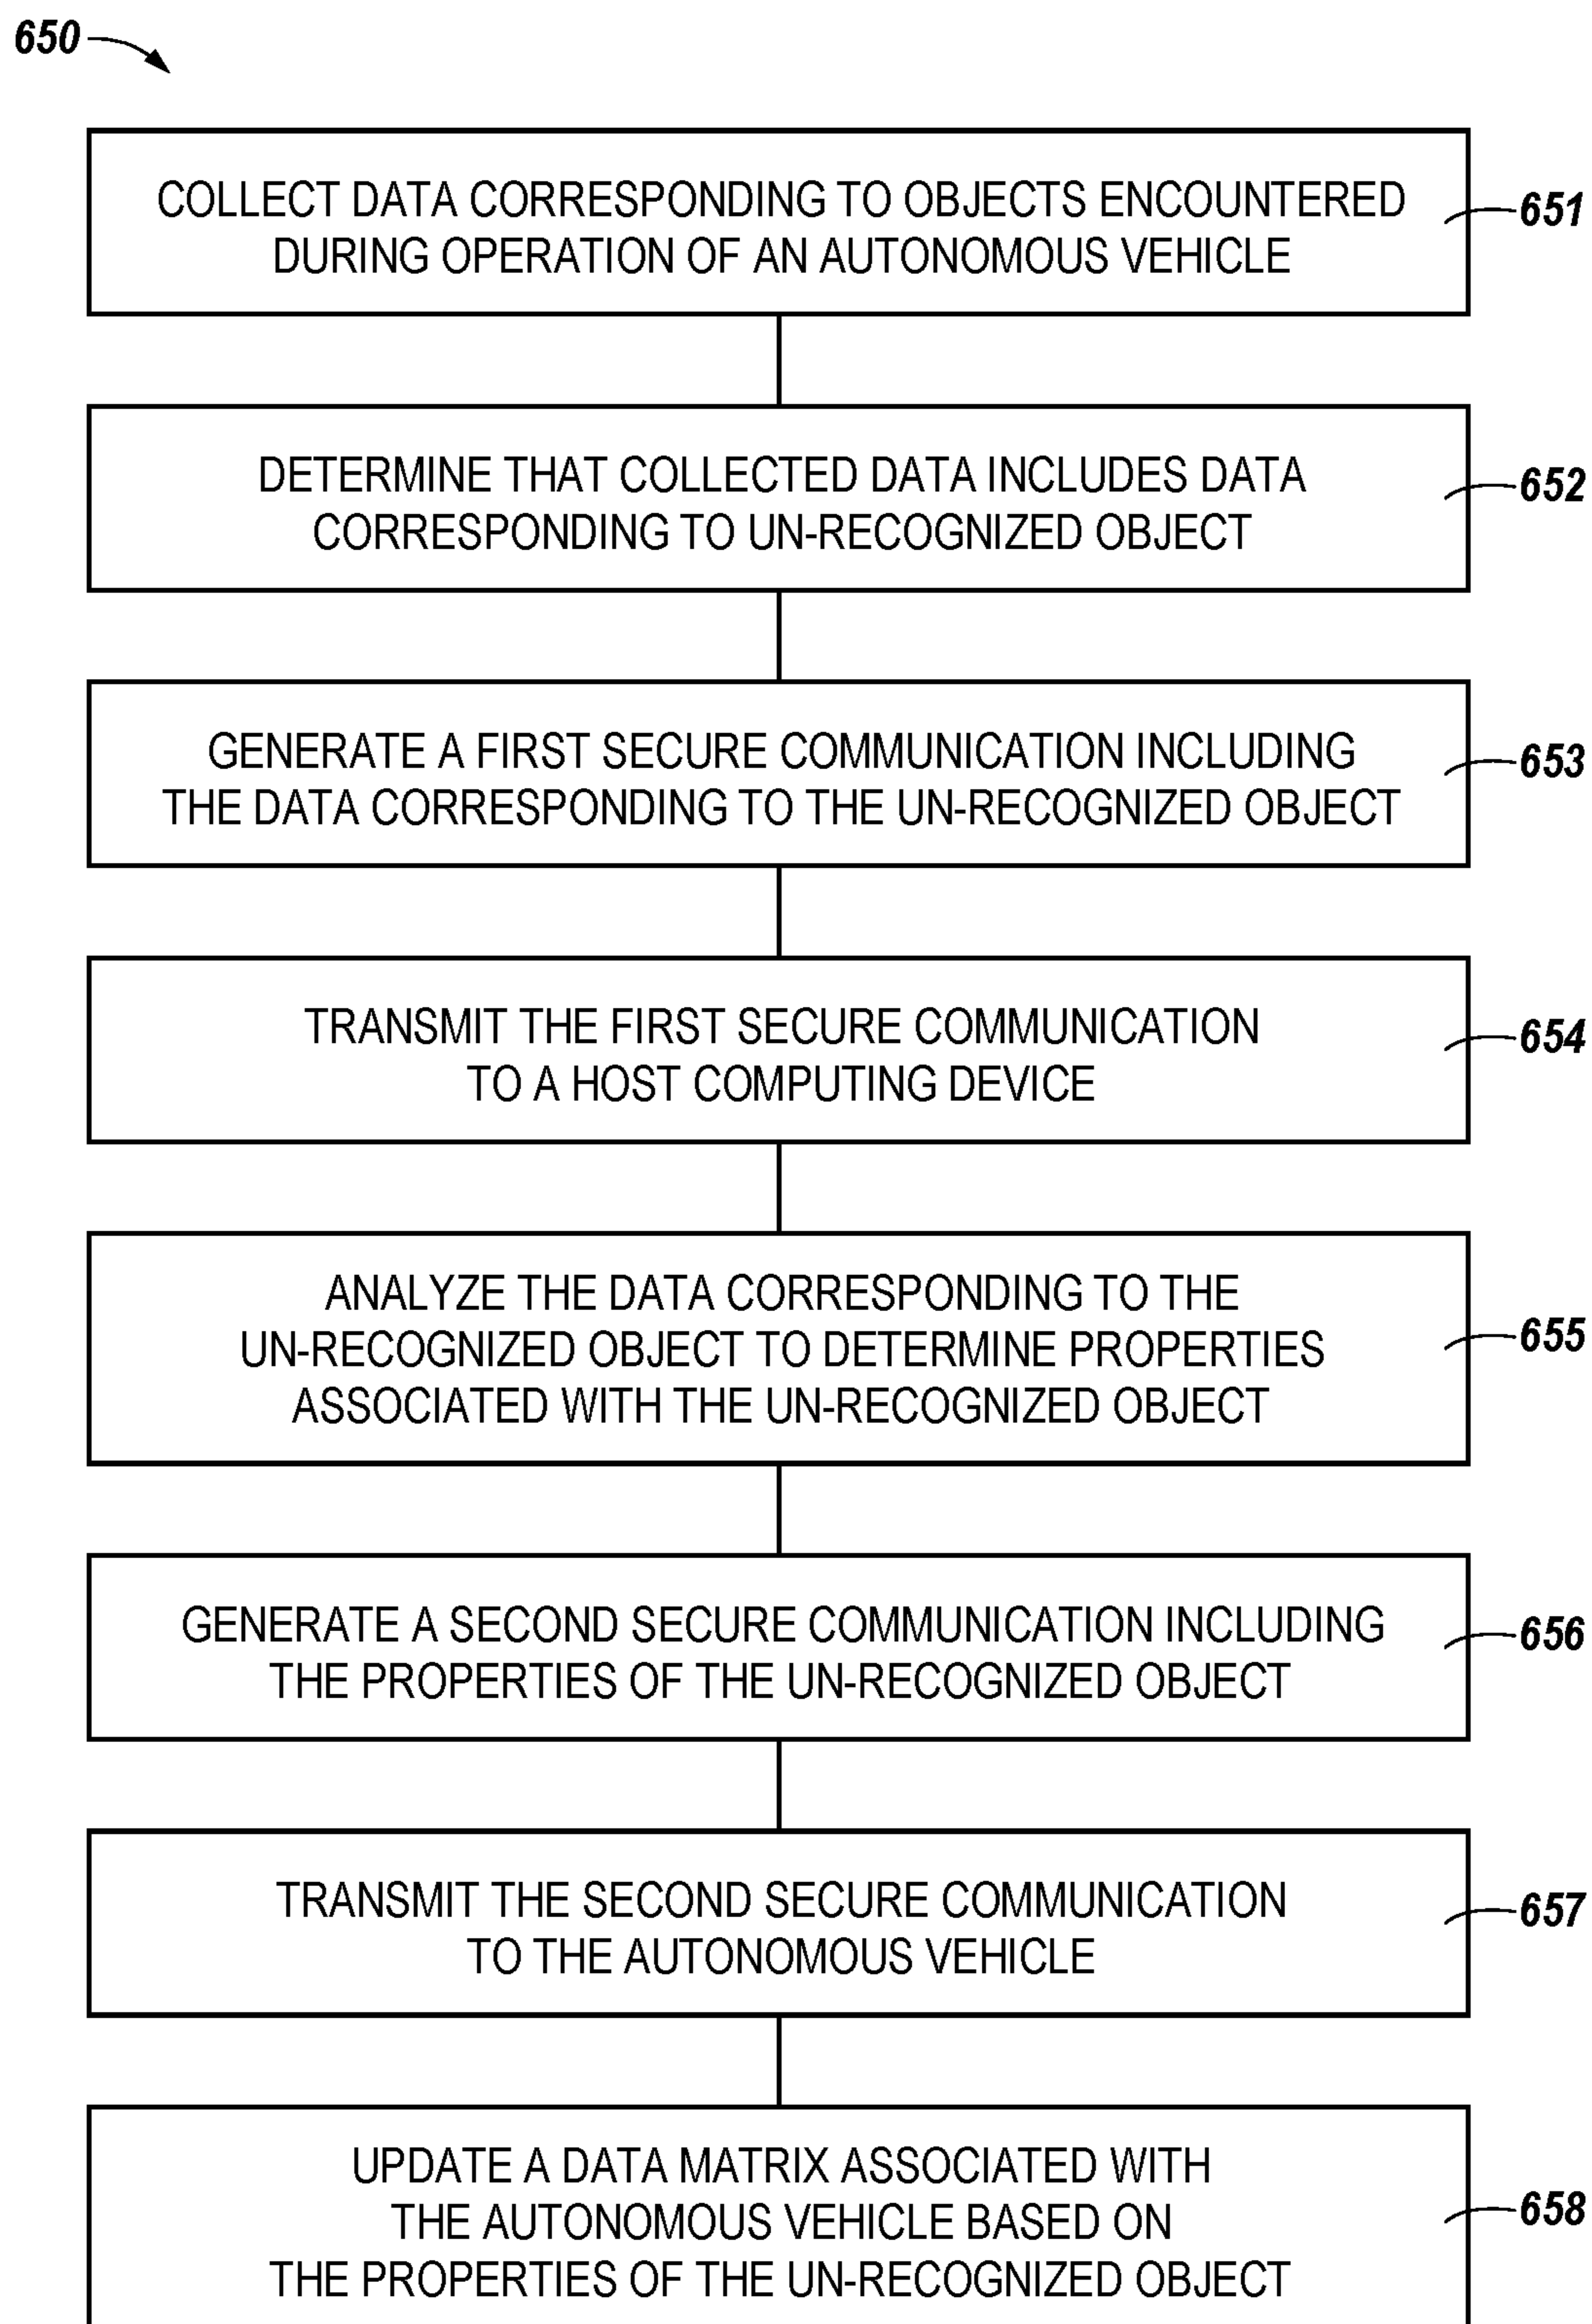 650
COLLECT DATA CORRESPONDING TO OBJECTS ENCOUNTERED
DURING OPERATION OF AN AUTONOMOUS VEHICLE
651
DETERMINE THAT COLLECTED DATA INCLUDES DATA
CORRESPONDING TO UN-RECOGNIZED OBJECT
652
GENERATE A FIRST SECURE COMMUNICATION INCLUDING
THE DATA CORRESPONDING TO THE UN-RECOGNIZED OBJECT
653
TRANSMIT THE FIRST SECURE COMMUNICATION
TO A HOST COMPUTING DEVICE
654
ANALYZE THE DATA CORRESPONDING TO THE
UN-RECOGNIZED OBJECT TO DETERMINE PROPERTIES
ASSOCIATED WITH THE UN-RECOGNIZED OBJECT
655
GENERATE A SECOND SECURE COMMUNICATION INCLUDING
THE PROPERTIES OF THE UN-RECOGNIZED OBJECT
656
TRANSMIT THE SECOND SECURE COMMUNICATION
TO THE AUTONOMOUS VEHICLE
657
UPDATE A DATA MATRIX ASSOCIATED WITH
THE AUTONOMOUS VEHICLE BASED ON
THE PROPERTIES OF THE UN-RECOGNIZED OBJECT
658